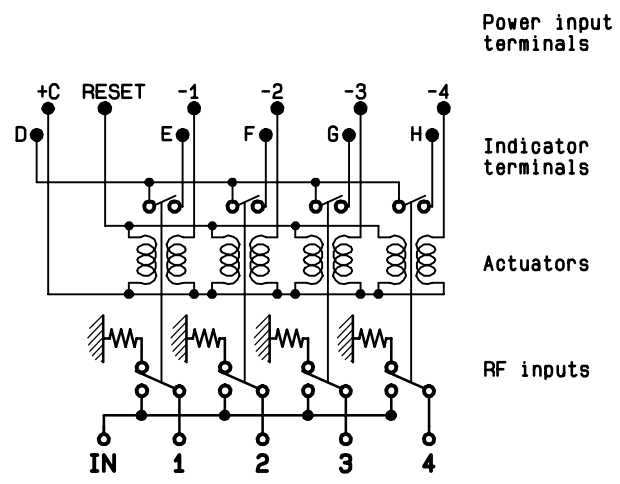 Power input
terminals
+C RESET -1 -2 -3 -4
D E F G H
Indicator
terminals
Actuators
RF inputs
IN 1 2 3 4